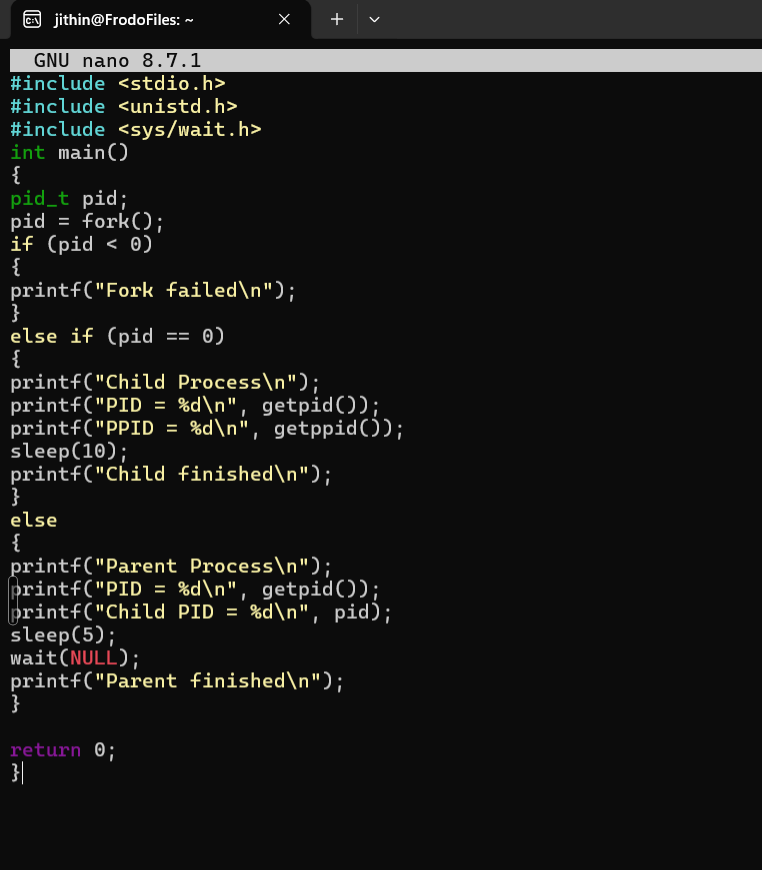 jithin@FrodoFiles: ~
GNU nano 8.7.1
#include <stdio.h>
#include <unistd.h>
#include <sys/wait.h>
int main()
{
pid_t pid;
pid = fork();
if (pid < 0)
{
printf("Fork failed\n");
}
else if (pid == 0)
{
printf("Child Process\n");
printf("PID = %d\n", getpid());
printf("PPID = %d\n", getppid());
sleep(10);
printf("Child finished\n");
}
else
{
printf("Parent Process\n");
printf("PID = %d\n", getpid());
printf("Child PID = %d\n", pid);
sleep(5);
wait(NULL);
printf("Parent finished\n");
}

return 0;
}